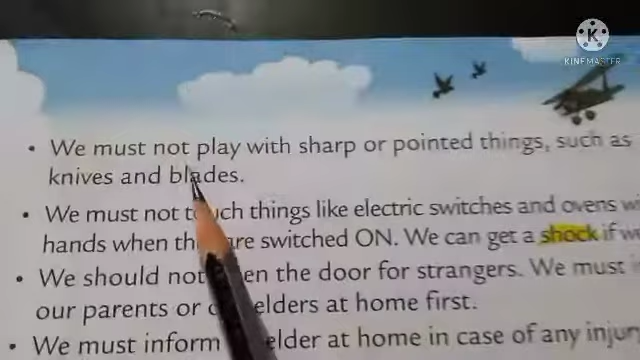 K
KINEMASTER
• We must not play with sharp or pointed things, such as
knives and blades.
• We must not touch things like electric switches and ovens
hands when are switched ON. We can get a shock if
• We should not the door for strangers. We must
our parents or elders at home first.
• We must inform elder at home in case of any